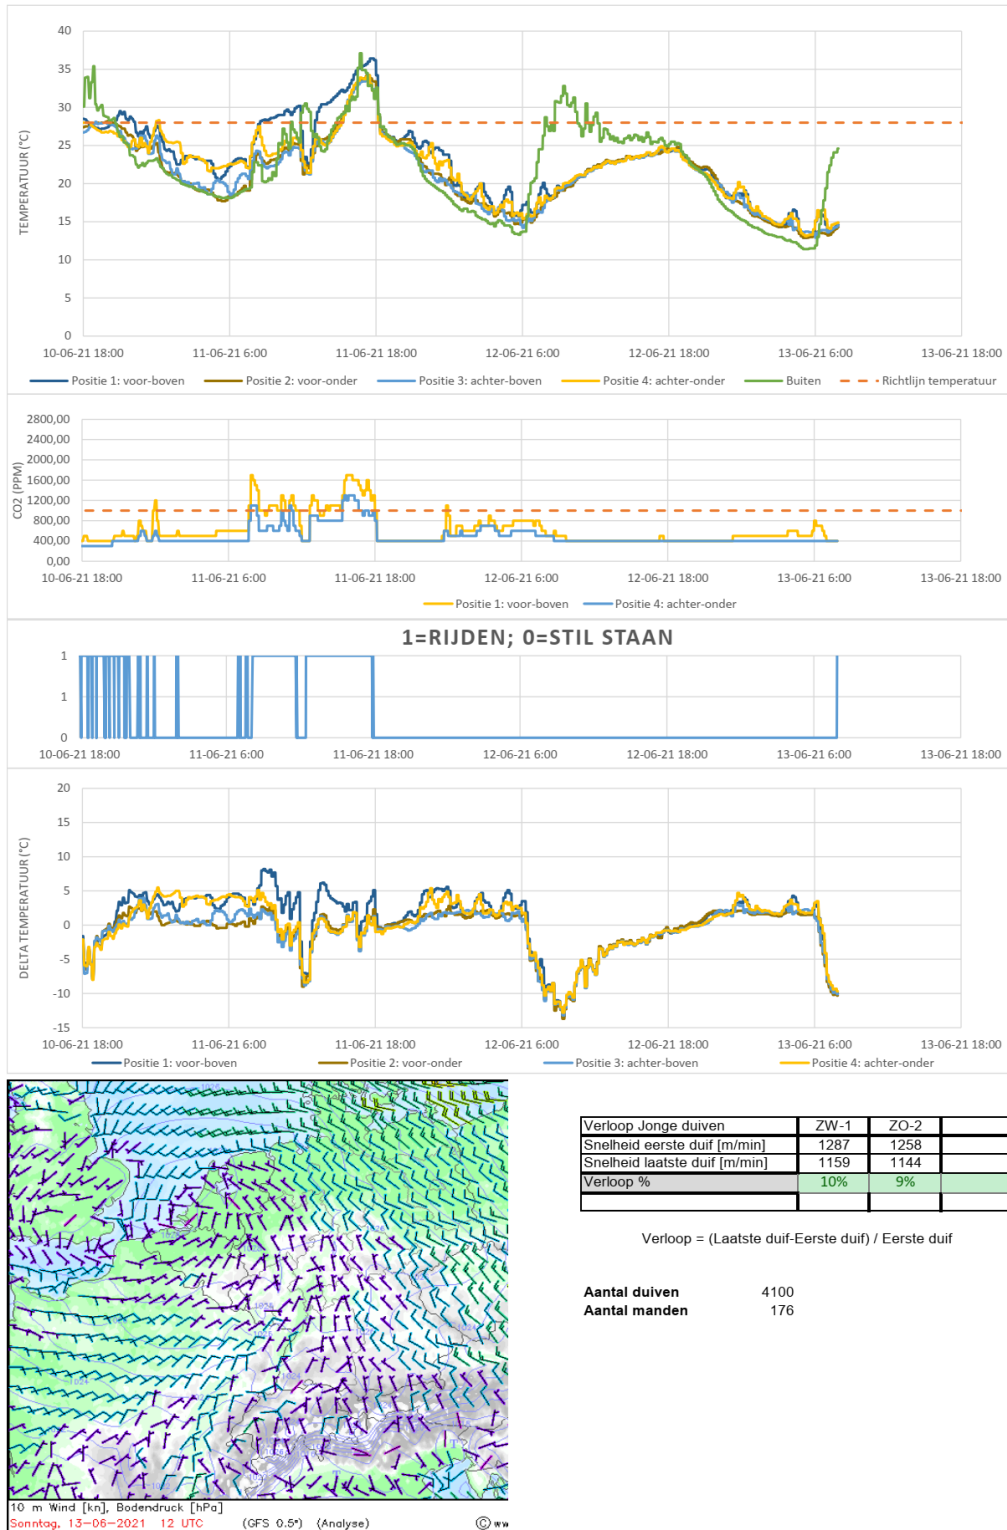 40
35
30
25
20
15
10
5
0
TEMPERATUUR (°C)
10-06-21 18:00 11-06-21 6:00 11-06-21 18:00 12-06-21 6:00 12-06-21 18:00 13-06-21 6:00 13-06-21 18:00
Positie 1: voor-boven Positie 2: voor-onder Positie 3: achter-boven Positie 4: achter-onder Buiten Richtlijn temperatuur
2800,00
2400,00
2000,00
1600,00
1200,00
800,00
400,00
0,00
CO2 (PPM)
10-06-21 18:00 11-06-21 6:00 11-06-21 18:00 12-06-21 6:00 12-06-21 18:00 13-06-21 6:00 13-06-21 18:00
Positie 1: voor-boven Positie 4: achter-onder
1=RIJDEN; 0=STIL STAAN
1
1
0
10-06-21 18:00 11-06-21 6:00 11-06-21 18:00 12-06-21 6:00 12-06-21 18:00 13-06-21 6:00 13-06-21 18:00
20
15
10
5
0
-5
-10
-15
DELTA TEMPERATUUR (°C)
10-06-21 18:00 11-06-21 6:00 11-06-21 18:00 12-06-21 6:00 12-06-21 18:00 13-06-21 6:00 13-06-21 18:00
Positie 1: voor-boven Positie 2: voor-onder Positie 3: achter-boven Positie 4: achter-onder
Verloop Jonge duiven ZW-1 ZO-2
Snelheid eerste duif [m/min] 1287 1258
Snelheid laatste duif [m/min] 1159 1144
Verloop % 10% 9%
Verloop = (Laatste duif-Eerste duif) / Eerste duif
Aantal duiven 4100
Aantal manden 176
10 m Wind [kn], Bodendruck [hPa]
Sonntag, 13-06-2021 12 UTC (GFS 0.5°) (Analyse) ©